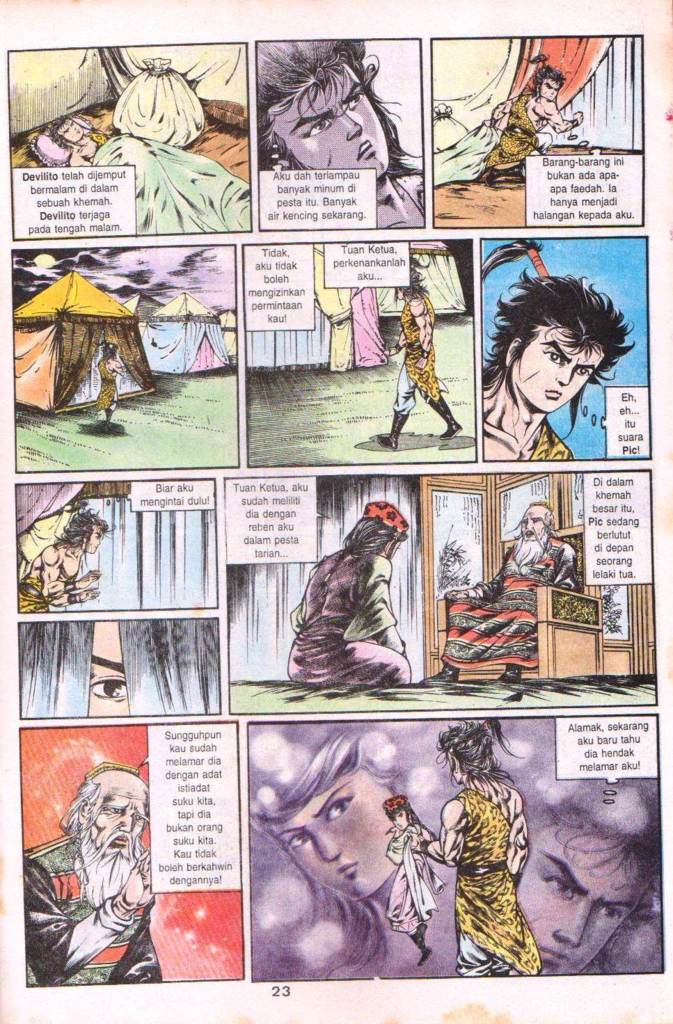 Devilito telah dijemput
bermalam di dalam
sebuah khemah.
Devilito terjaga
pada tengah malam.
Aku dah terlampau
banyak minum di
pesta itu. Banyak
air kencing sekarang.
Barang-barang ini
bukan ada apa-
apa faedah. Ia
hanya menjadi
halangan kepada aku.
Tidak,
aku tidak
boleh
mengizinkan
permintaan
kau!
Tuan Ketua,
perkenankanlah
aku...
Eh,
eh...
itu
suara
Pic!
Biar aku
mengintai dulu!
Tuan Ketua, aku
sudah meliliti
dia dengan
reben aku
dalam pesta
tarian...
Di dalam
khemah
besar itu,
Pic sedang
berlutut
di depan
seorang
lelaki tua.
Sungguhpun
kau sudah
melamar dia
dengan adat
istiadat
suku kita,
tapi dia
bukan orang
suku kita.
Kau tidak
boleh berkahwin
dengannya!
Alamak, sekarang
aku baru tahu
dia hendak
melamar aku!
23